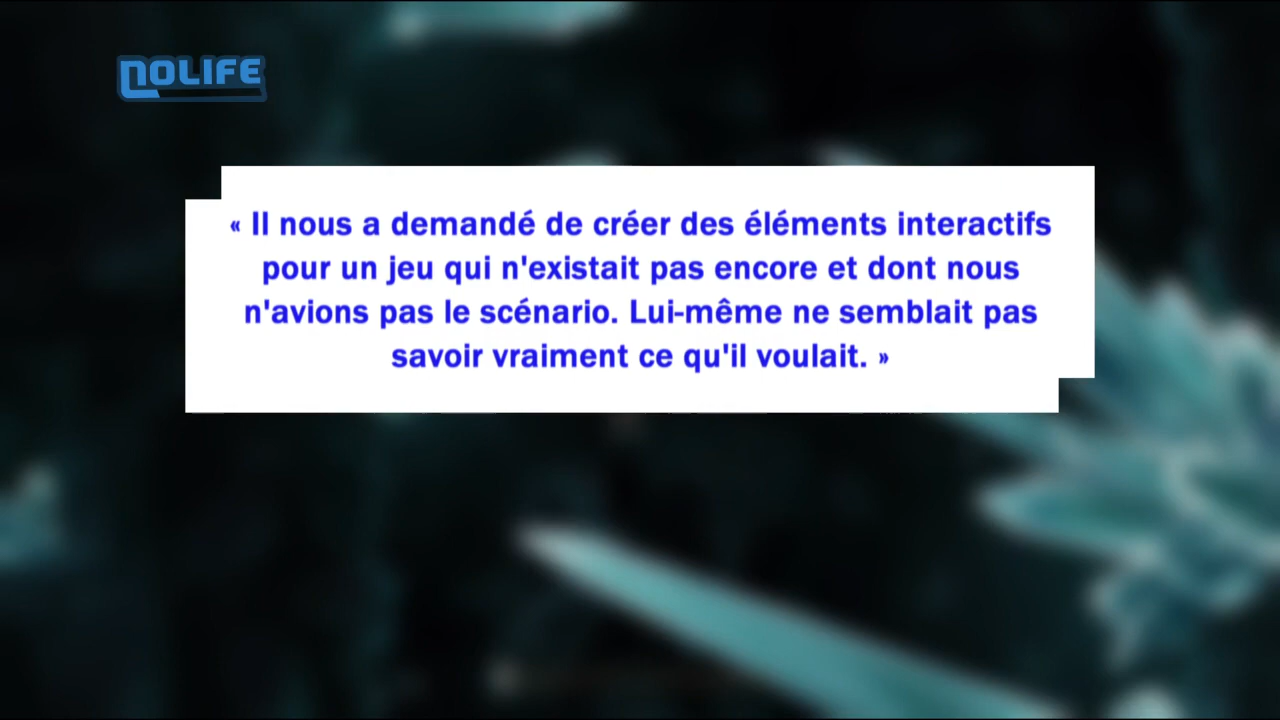 NOLIFE
« Il nous a demandé de créer des éléments interactifs
pour un jeu qui n'existait pas encore et dont nous
n'avions pas le scénario. Lui-même ne semblait pas
savoir vraiment ce qu'il voulait. »